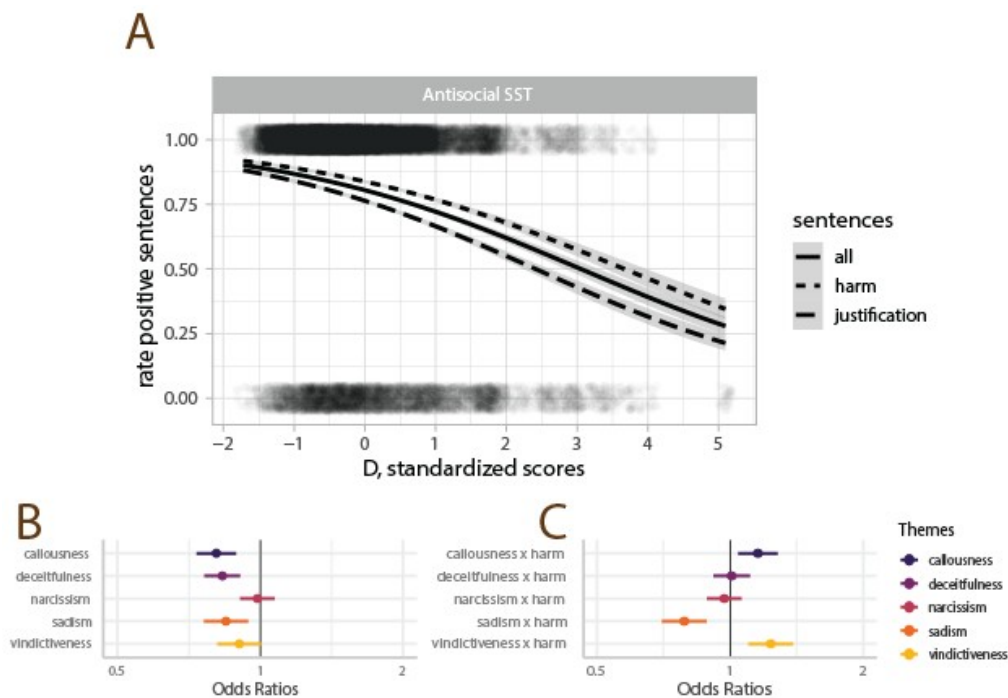 A
Antisocial SST
1.00
0.75
0.50
0.25
0.00
rate positive sentences
−2 −1 0 1 2 3 4 5
D, standardized scores
sentences
all
harm
justification
B
callousness
deceitfulness
narcissism
sadism
vindictiveness
0.5 1 2
Odds Ratios
C
callousness x harm
deceitfulness x harm
narcissism x harm
sadism x harm
vindictiveness x harm
0.5 1 2
Odds Ratios
Themes
callousness
deceitfulness
narcissism
sadism
vindictiveness